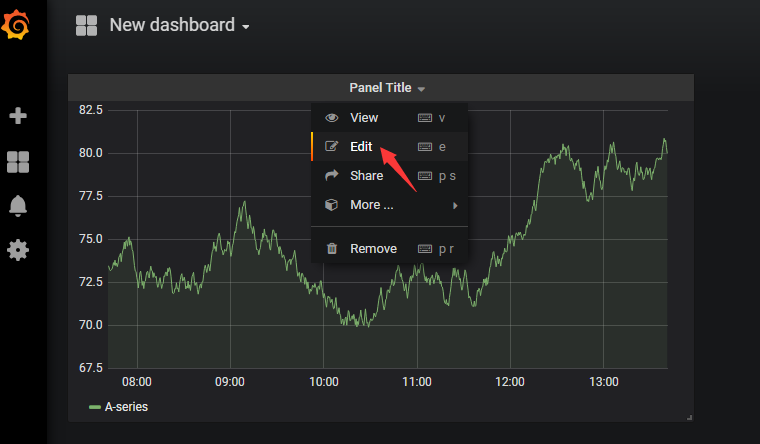 New dashboard
Panel Title
82.5
80.0
77.5
75.0
72.5
70.0
67.5
View v
Edit e
Share p s
More ...
Remove p r
08:00 09:00 10:00 11:00 12:00 13:00
A-series